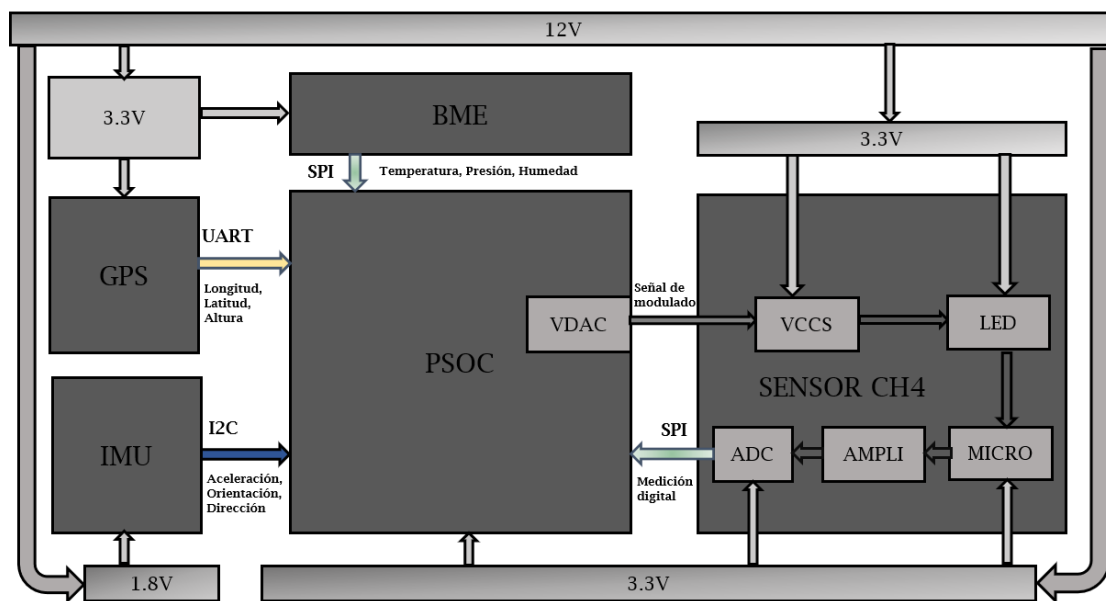 12V
3.3V
BME
3.3V
SPI
Temperatura, Presión, Humedad
UART
GPS
Longitud,
Latitud,
Altura
PSOC
VDAC
Señal de
modulado
VCCS
LED
SENSOR CH4
IMU
I2C
Aceleración,
Orientación,
Dirección
SPI
Medición
digital
ADC
AMPLI
MICRO
1.8V
3.3V